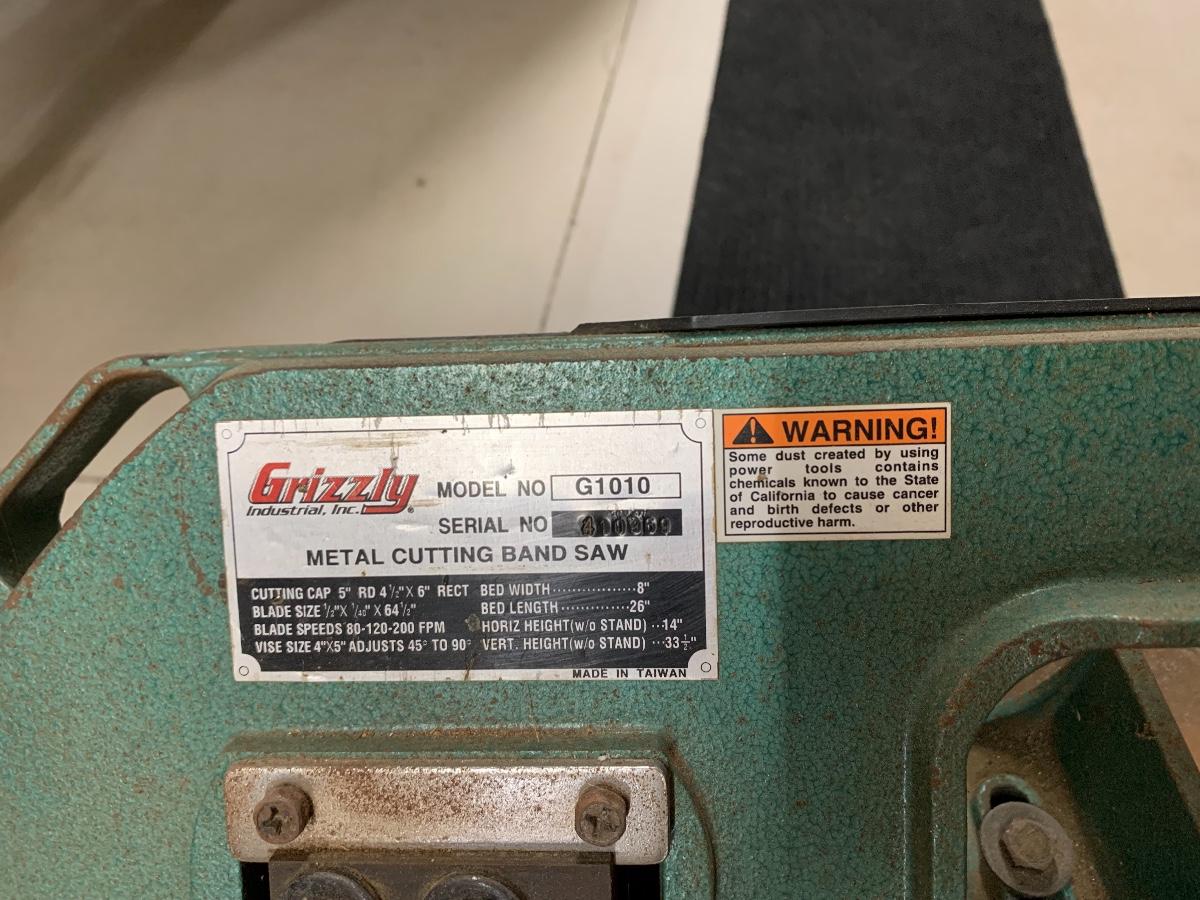 Grizzly
Industrial, Inc.®
MODEL NO G1010
SERIAL NO
METAL CUTTING BAND SAW
CUTTING CAP 5" RD 4 1/2" X 6" RECT
BLADE SIZE 1/2" X 1/40" X 64 1/2"
BLADE SPEEDS 80-120-200 FPM
VISE SIZE 4"X5" ADJUSTS 45° TO 90°
BED WIDTH................8"
BED LENGTH.............26"
HORIZ HEIGHT(W/O STAND) ..14"
VERT. HEIGHT(W/O STAND) ...33 1/2"
MADE IN TAIWAN
WARNING!
Some dust created by using
power tools contains
chemicals known to the State
of California to cause cancer
and birth defects or other
reproductive harm.